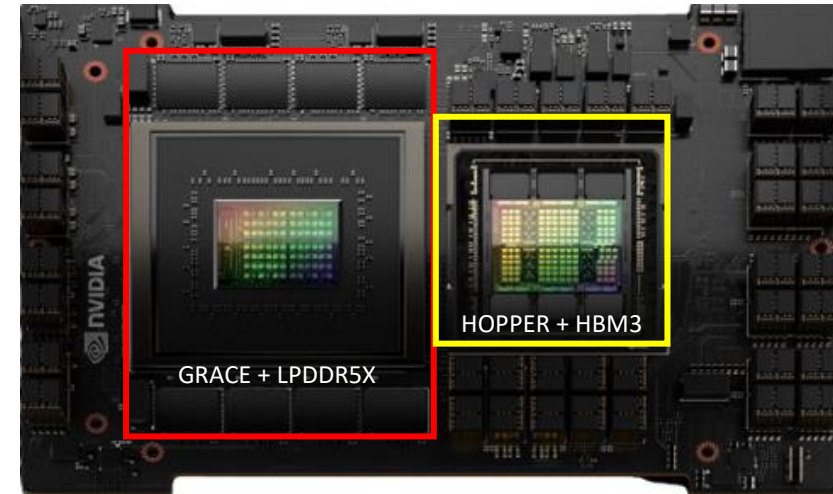 NVIDIA
HOPPER + HBM3
GRACE + LPDDR5X